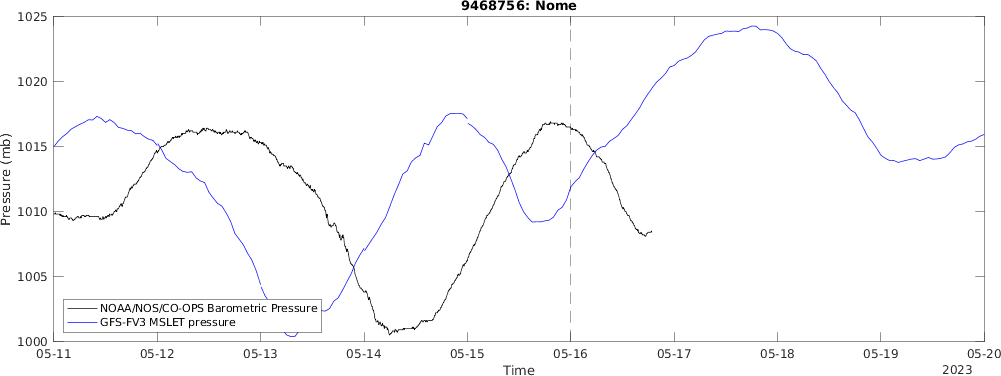 9468756: Nome
1025
1020
1015
1010
1005
1000
Pressure (mb)
NOAA/NOS/CO-OPS Barometric Pressure
GFS-FV3 MSLET pressure
05-11 05-12 05-13 05-14 05-15 05-16 05-17 05-18 05-19 05-20
Time
2023